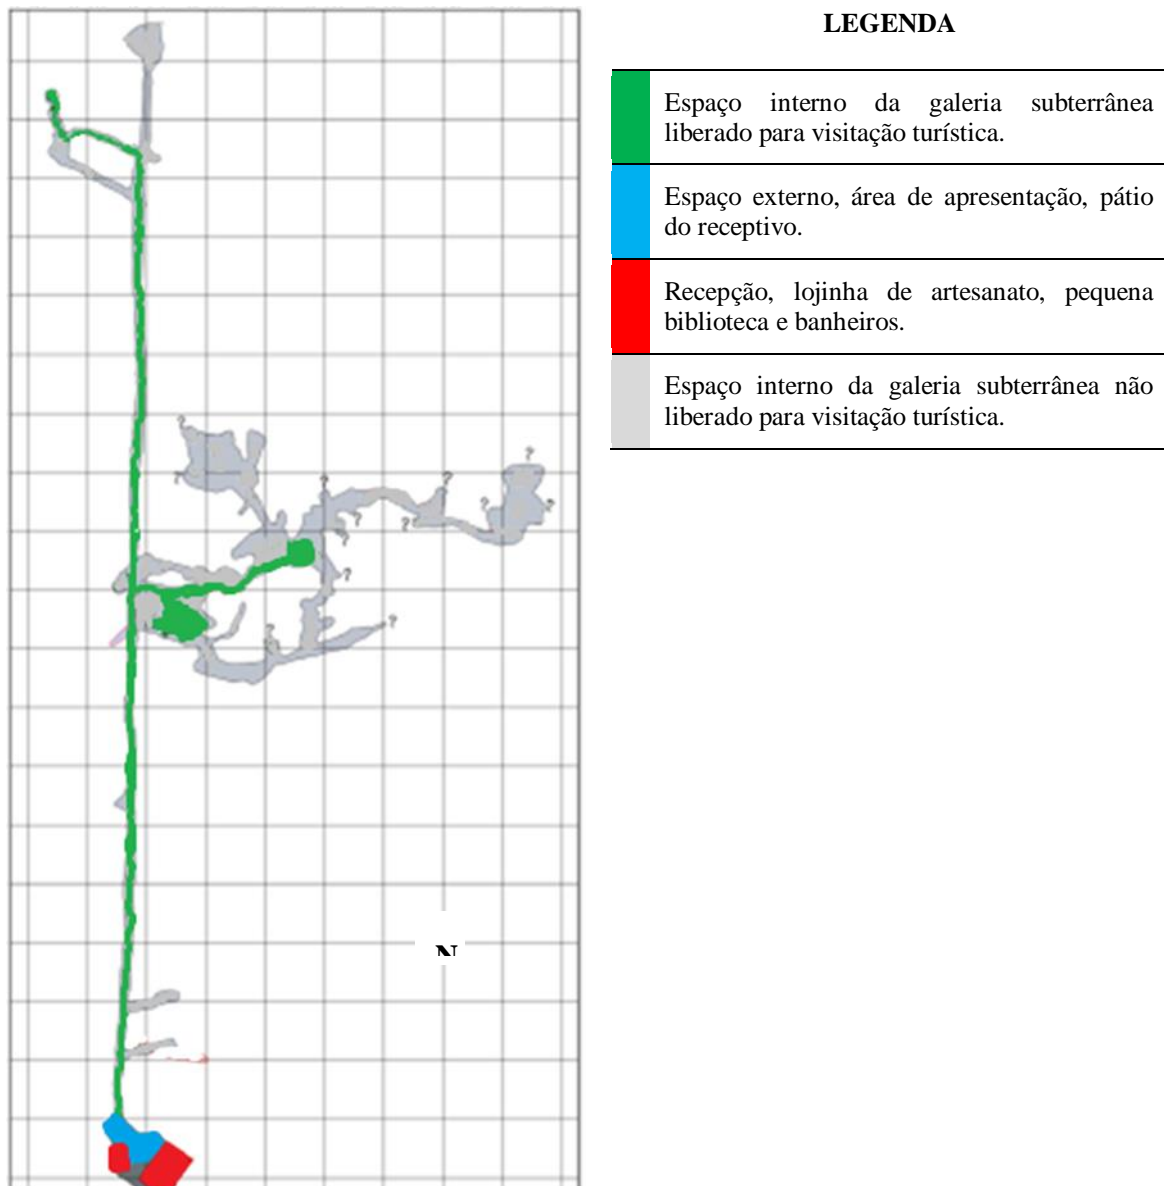 LEGENDA
Espaço interno da galeria subterrânea
liberado para visitação turística.
Espaço externo, área de apresentação, pátio
do receptivo.
Recepção, lojinha de artesanato, pequena
biblioteca e banheiros.
Espaço interno da galeria subterrânea não
liberado para visitação turística.
?
?
?
?
?
?
?
?
?
?
?
?
?
N